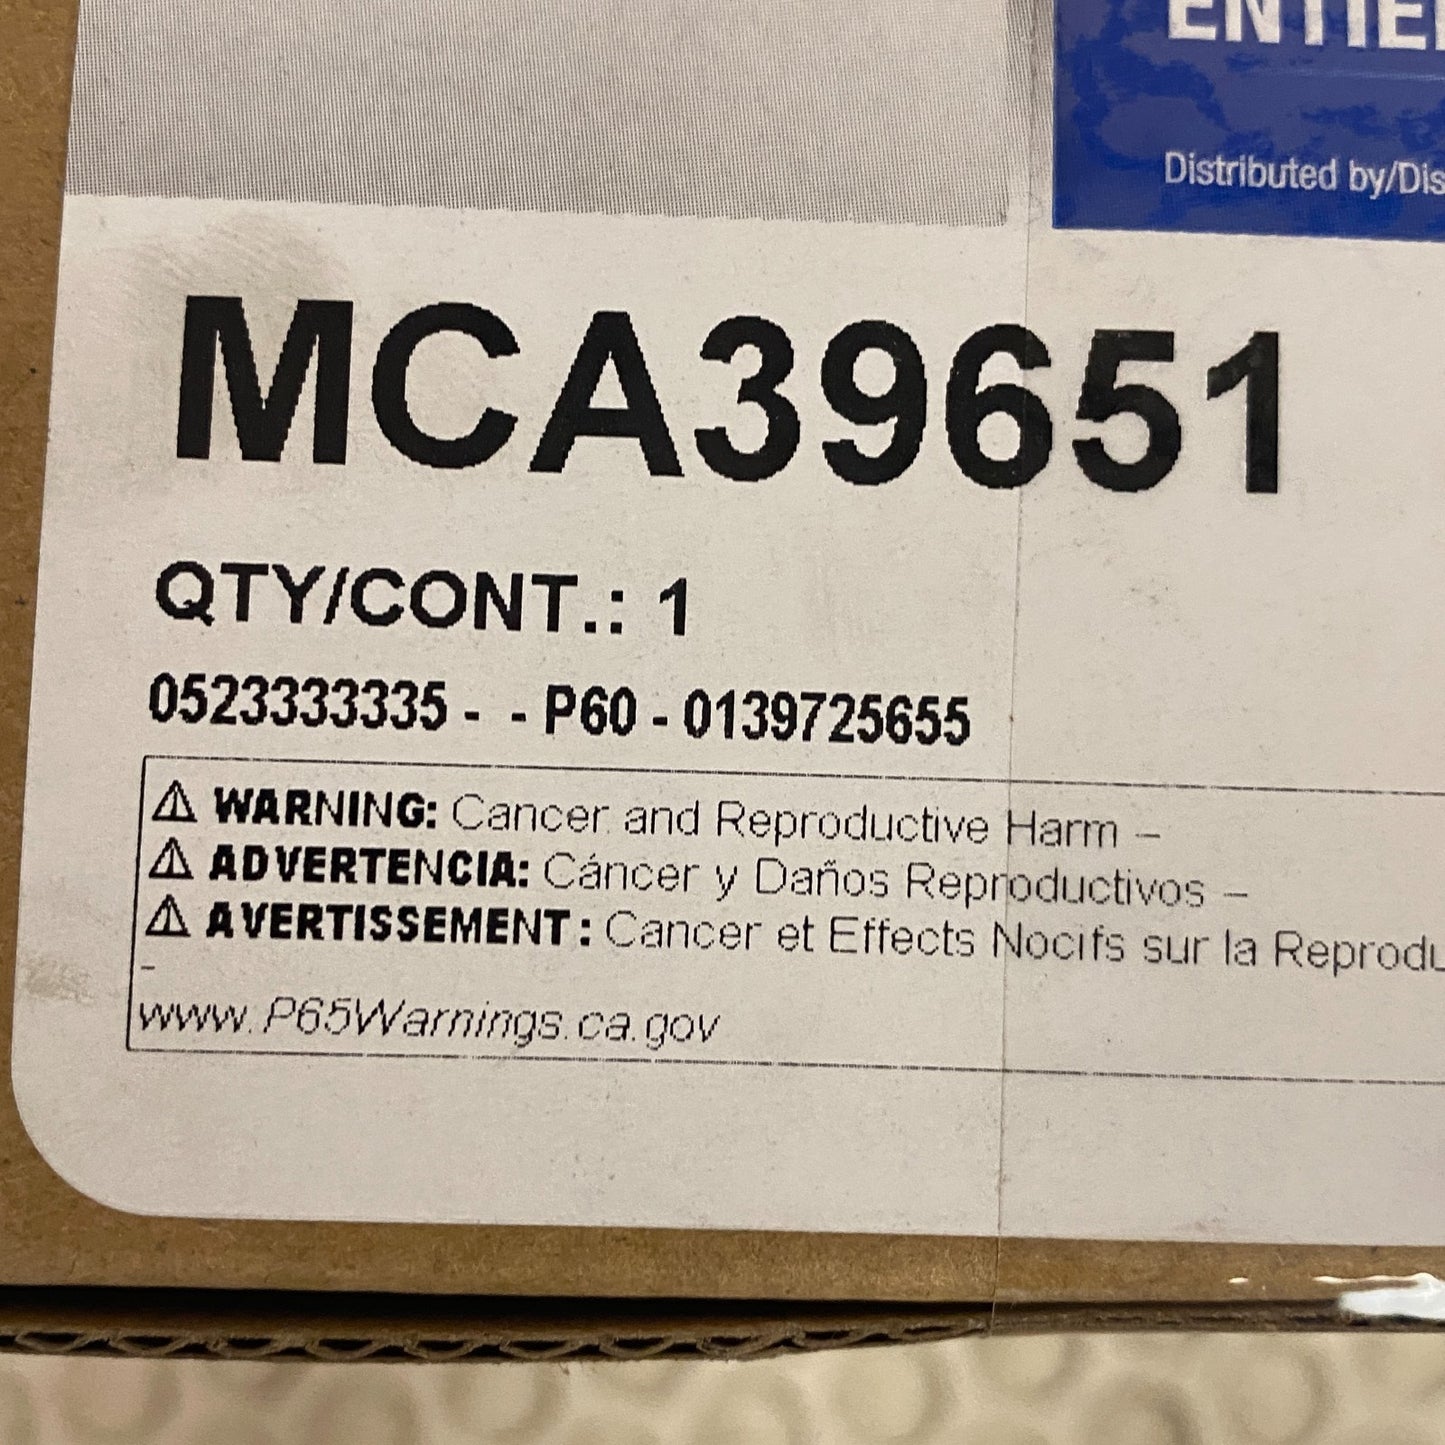 ENTIE
Distributed by/Dis
MCA39651
QTY/CONT.: 1
0523333335 - - P60 - 0139725655
⚠ WARNING: Cancer and Reproductive Harm –
⚠ ADVERTENCIA: Cáncer y Daños Reproductivos –
⚠ AVERTISSEMENT: Cancer et Effects Nocifs sur la Reprodu
-
www.P65Warnings.ca.gov